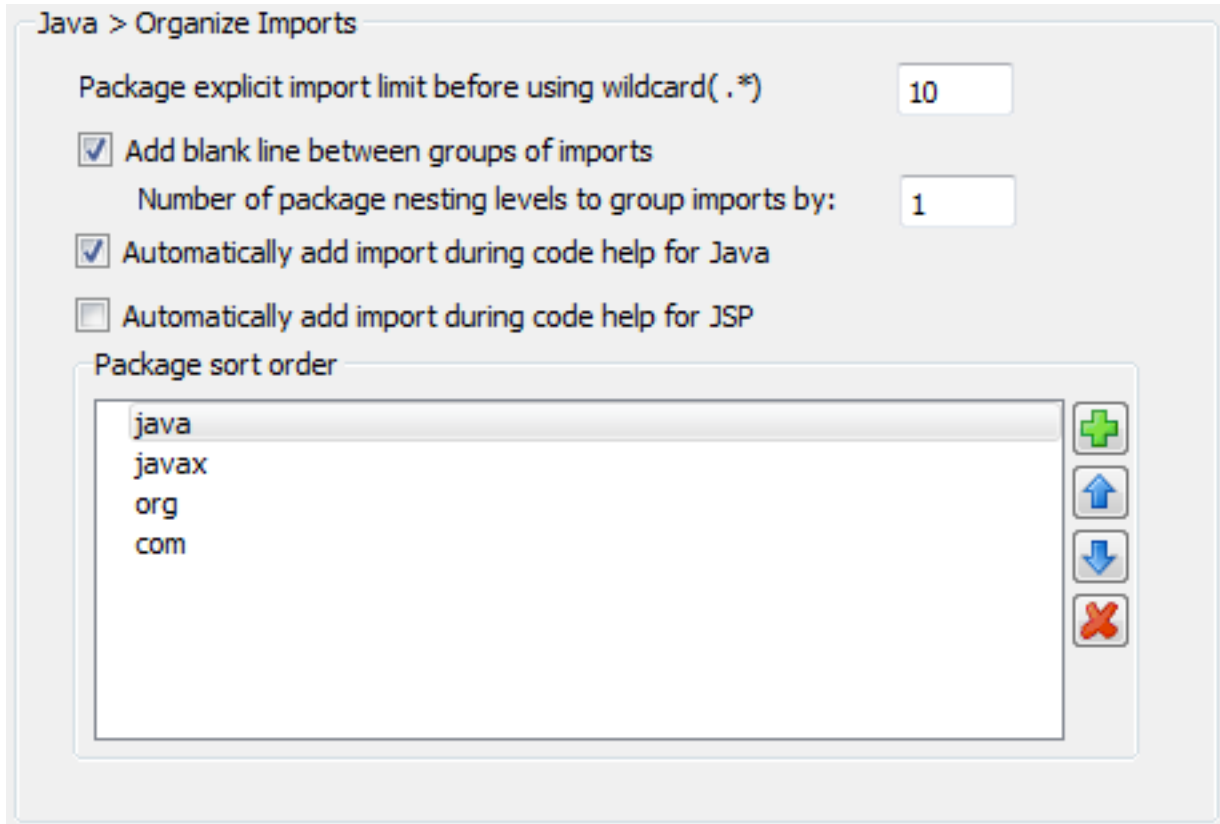 Java > Organize Imports
Package explicit import limit before using wildcard( .*) 10
Add blank line between groups of imports
Number of package nesting levels to group imports by: 1
Automatically add import during code help for Java
Automatically add import during code help for JSP
Package sort order
java
javax
org
com